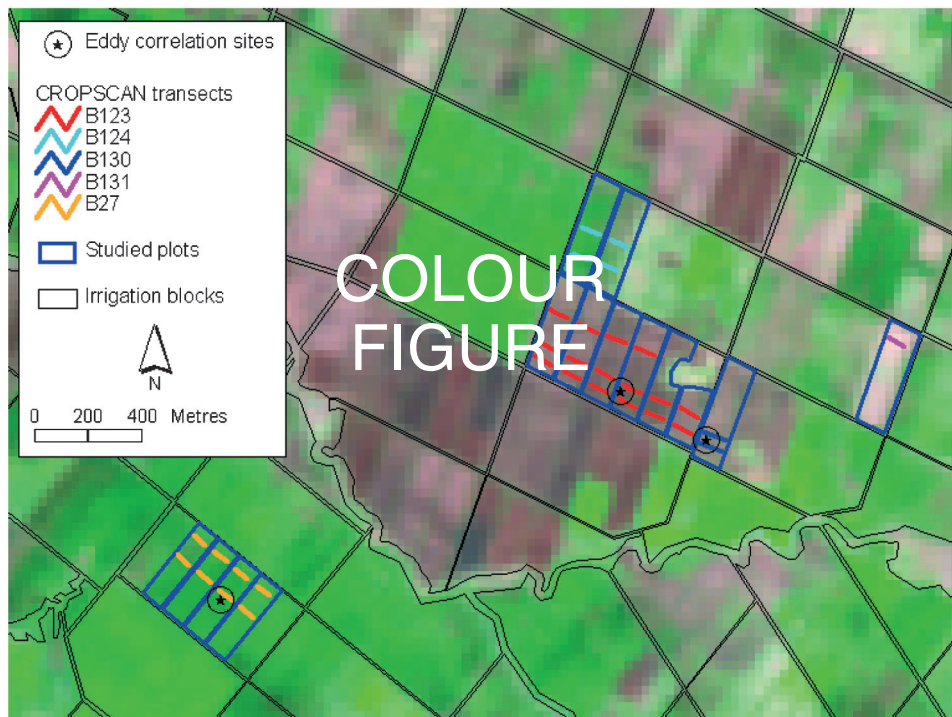 Eddy correlation sites
CROPSCAN transects
B123
B124
B130
B131
B27
Studied plots
Irrigation blocks
N
0 200 400 Metres
COLOUR
FIGURE